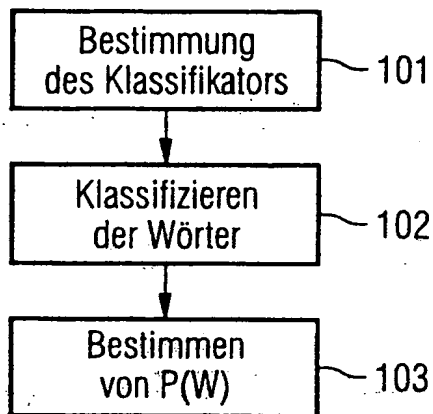 Bestimmung
des Klassifikators
101
Klassifizieren
der Wörter
102
Bestimmen
von P(W)
103